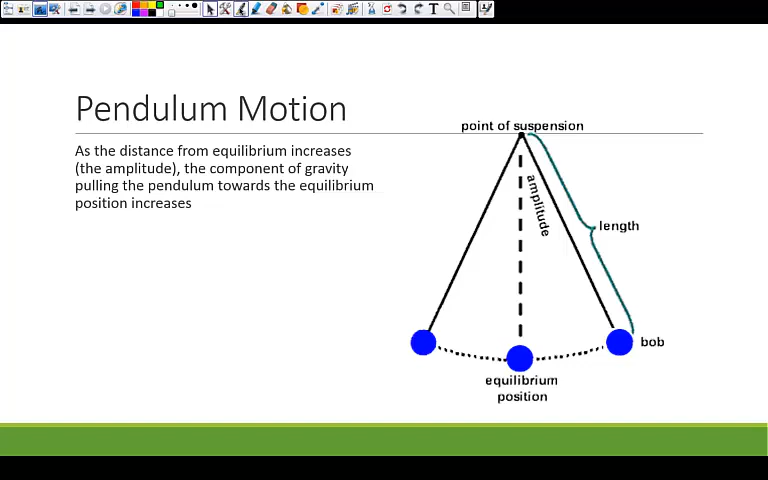 Pendulum Motion
As the distance from equilibrium increases
(the amplitude), the component of gravity
pulling the pendulum towards the equilibrium
position increases
point of suspension
amplitude
length
bob
equilibrium
position